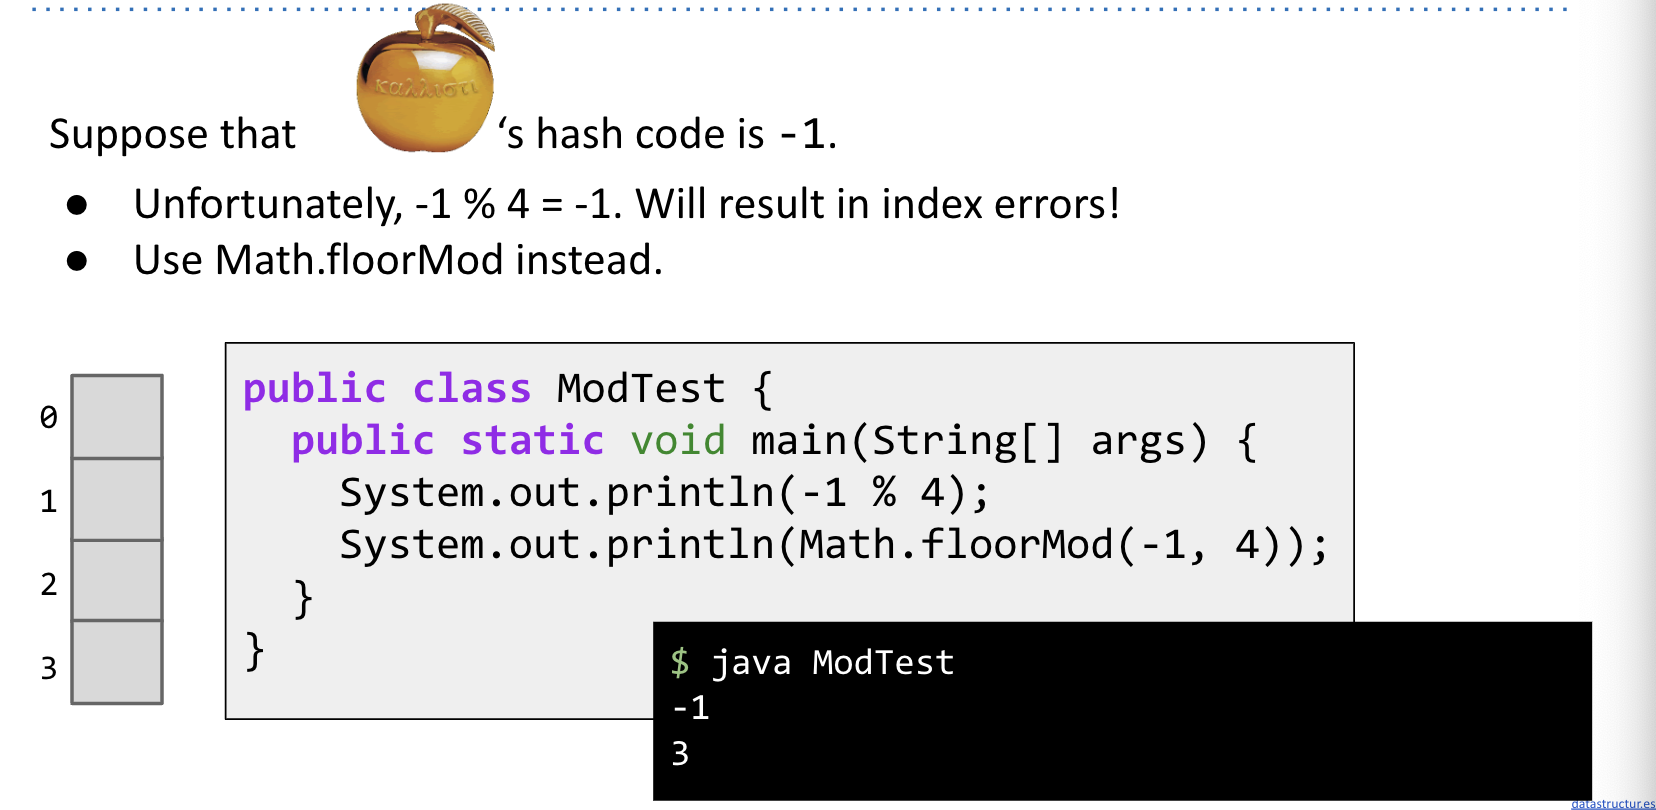 καλλιστι
Suppose that ‘s hash code is -1.
● Unfortunately, -1 % 4 = -1. Will result in index errors!
● Use Math.floorMod instead.
0
1
2
3
public class ModTest {
public static void main(String[] args) {
System.out.println(-1 % 4);
System.out.println(Math.floorMod(-1, 4));
}
}
$ java ModTest
-1
3
datastructur.es